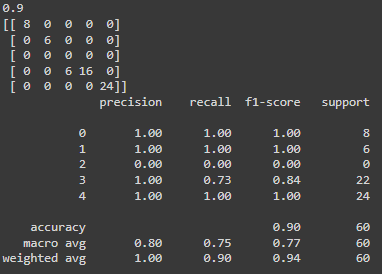 0.9
[[ 8 0 0 0 0]
[ 0 6 0 0 0]
[ 0 0 0 0 0]
[ 0 0 6 16 0]
[ 0 0 0 0 24]]
precision recall f1-score support
0 1.00 1.00 1.00 8
1 1.00 1.00 1.00 6
2 0.00 0.00 0.00 0
3 1.00 0.73 0.84 22
4 1.00 1.00 1.00 24
accuracy 0.90 60
macro avg 0.80 0.75 0.77 60
weighted avg 1.00 0.90 0.94 60